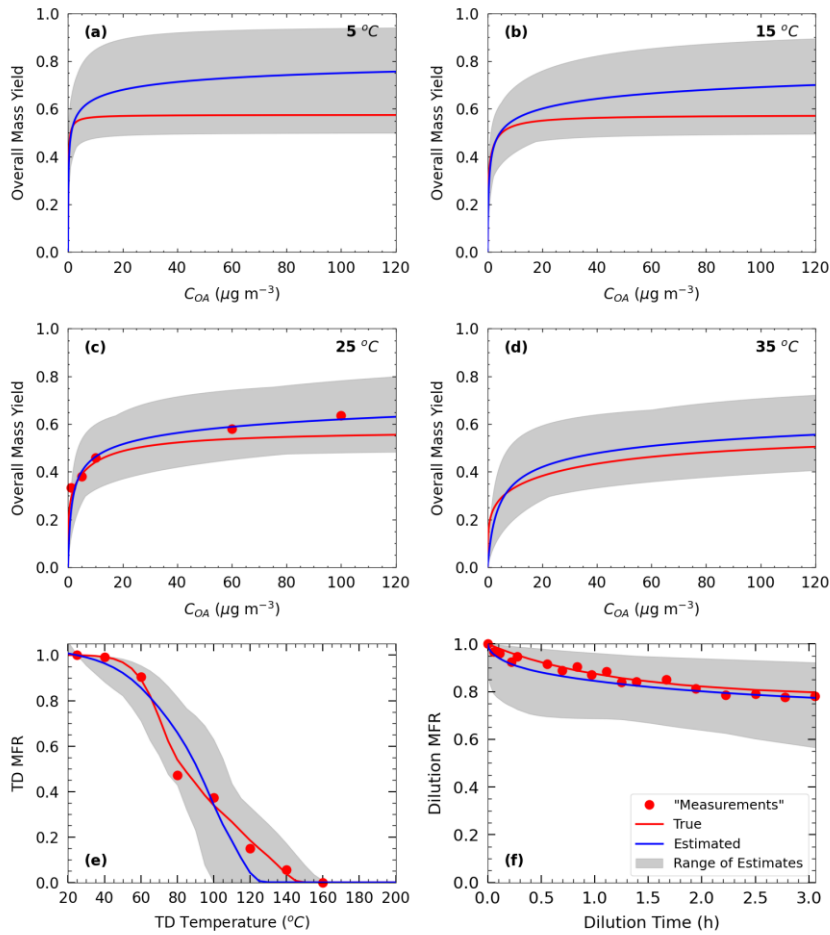 (a) 5 °C
1.0
0.8
0.6
0.4
0.2
0.0
Overall Mass Yield
0 20 40 60 80 100 120
C_OA (μg m⁻³)
(b) 15 °C
1.0
0.8
0.6
0.4
0.2
0.0
Overall Mass Yield
0 20 40 60 80 100 120
C_OA (μg m⁻³)
(c) 25 °C
1.0
0.8
0.6
0.4
0.2
0.0
Overall Mass Yield
0 20 40 60 80 100 120
C_OA (μg m⁻³)
(d) 35 °C
1.0
0.8
0.6
0.4
0.2
0.0
Overall Mass Yield
0 20 40 60 80 100 120
C_OA (μg m⁻³)
1.0
0.8
0.6
0.4
0.2
0.0
TD MFR
(e)
20 40 60 80 100 120 140 160 180 200
TD Temperature (°C)
1.0
0.8
0.6
0.4
0.2
0.0
Dilution MFR
(f)
"Measurements"
True
Estimated
Range of Estimates
0.0 0.5 1.0 1.5 2.0 2.5 3.0
Dilution Time (h)